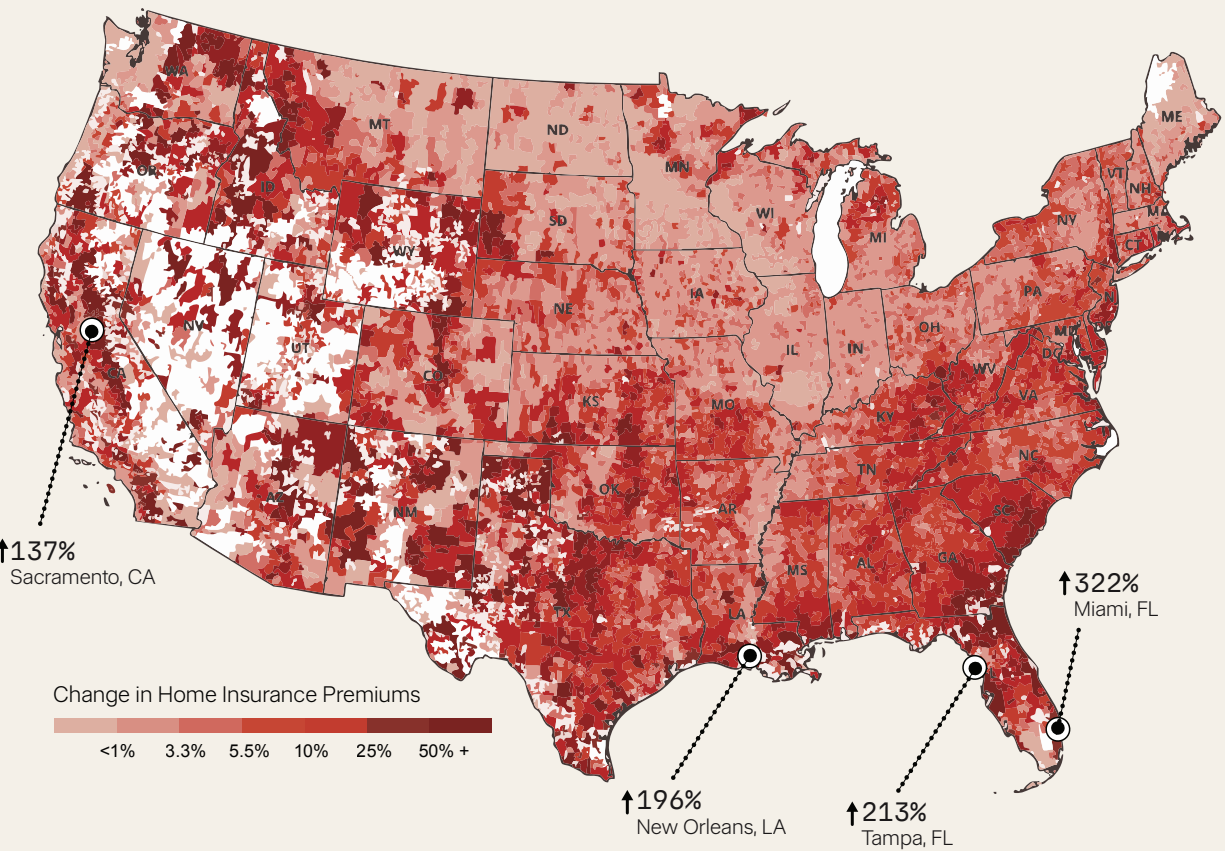 WA
MT
ND
MN
ME
VT
NH
OR
ID
SD
WI
MI
NY
MA
CT
WY
IA
PA
NV
NE
OH
IL
IN
MD
DE
UT
CO
DC
WV
CA
KS
MO
KY
VA
AZ
NM
OK
TN
NC
AR
SC
MS
AL
GA
TX
LA
137%
Sacramento, CA
322%
Miami, FL
Change in Home Insurance Premiums
<1% 3.3% 5.5% 10% 25% 50% +
196%
New Orleans, LA
213%
Tampa, FL